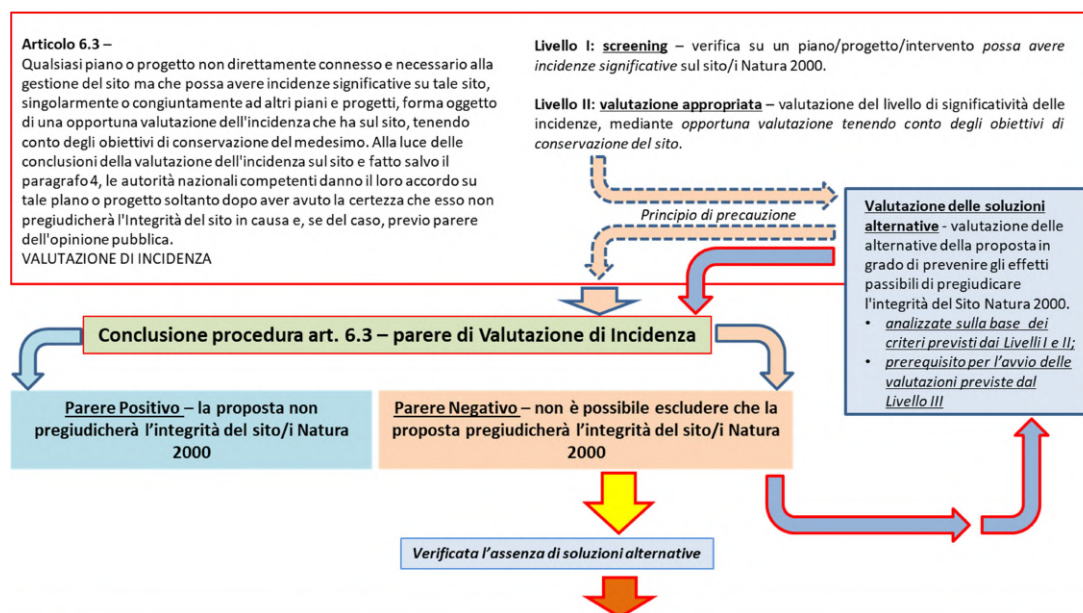 Articolo 6.3 –
Qualsiasi piano o progetto non direttamente connesso e necessario alla
gestione del sito ma che possa avere incidenze significative su tale sito,
singolarmente o congiuntamente ad altri piani e progetti, forma oggetto
di una opportuna valutazione dell'incidenza che ha sul sito, tenendo
conto degli obiettivi di conservazione del medesimo. Alla luce delle
conclusioni della valutazione dell'incidenza sul sito e fatto salvo il
paragrafo 4, le autorità nazionali competenti danno il loro accordo su
tale plano o progetto soltanto dopo aver avuto la certezza che esso non
pregiudicherà l'Integrità del sito in causa e, se del caso, previo parere
dell'opinione pubblica.
VALUTAZIONE DI INCIDENZA
Livello I: screening – verifica su un piano/progetto/intervento possa avere
incidenze significative sul sito/i Natura 2000.
Livello II: valutazione appropriata – valutazione del livello di significatività delle
incidenze, mediante opportuna valutazione tenendo conto degli obiettivi di
conservazione del sito.
Principio di precauzione
Valutazione delle soluzioni
alternative - valutazione delle
alternative della proposta in
grado di prevenire gli effetti
passibili di pregiudicare
l'integrità del Sito Natura 2000.
• analizzate sulla base dei
criteri previsti dai Livelli I e II;
• prerequisito per l'avvio delle
valutazioni previste dal
Livello III
Conclusione procedura art. 6.3 – parere di Valutazione di Incidenza
Parere Positivo – la proposta non
pregiudicherà l'integrità del sito/i Natura
2000
Parere Negativo – non è possibile escludere che la
proposta pregiudicherà l'integrità del sito/i Natura
2000
Verificata l'assenza di soluzioni alternative